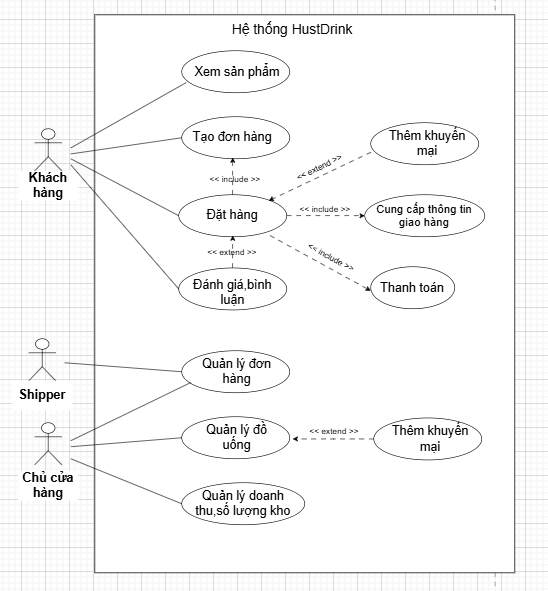 Hệ thống HustDrink
Xem sản phẩm
Tạo đơn hàng
Thêm khuyến
mại
<< extend >>
<< include >>
Khách
hàng
Đặt hàng
<< include >>
Cung cấp thông tin
giao hàng
<< extend >>
<< include >>
Đánh giá,bình
luận
Thanh toán
Quản lý đơn
hàng
Shipper
Quản lý đồ
uống
<< extend >>
Thêm khuyến
mại
Chủ cửa
hàng
Quản lý doanh
thu,số lượng kho